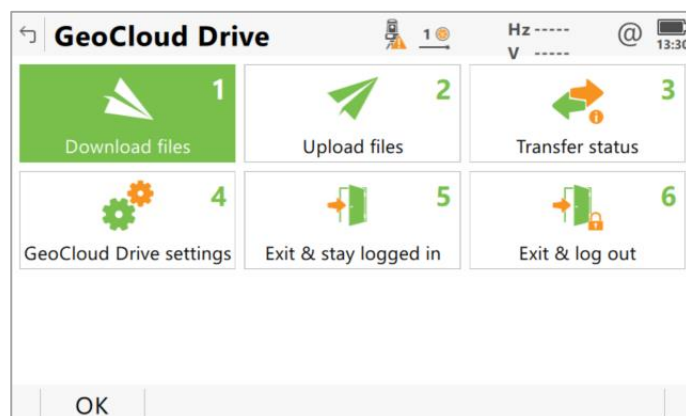 GeoCloud Drive
1
Hz -----
V -----
@
13:30
1
Download files
2
Upload files
3
Transfer status
4
GeoCloud Drive settings
5
Exit & stay logged in
6
Exit & log out
OK